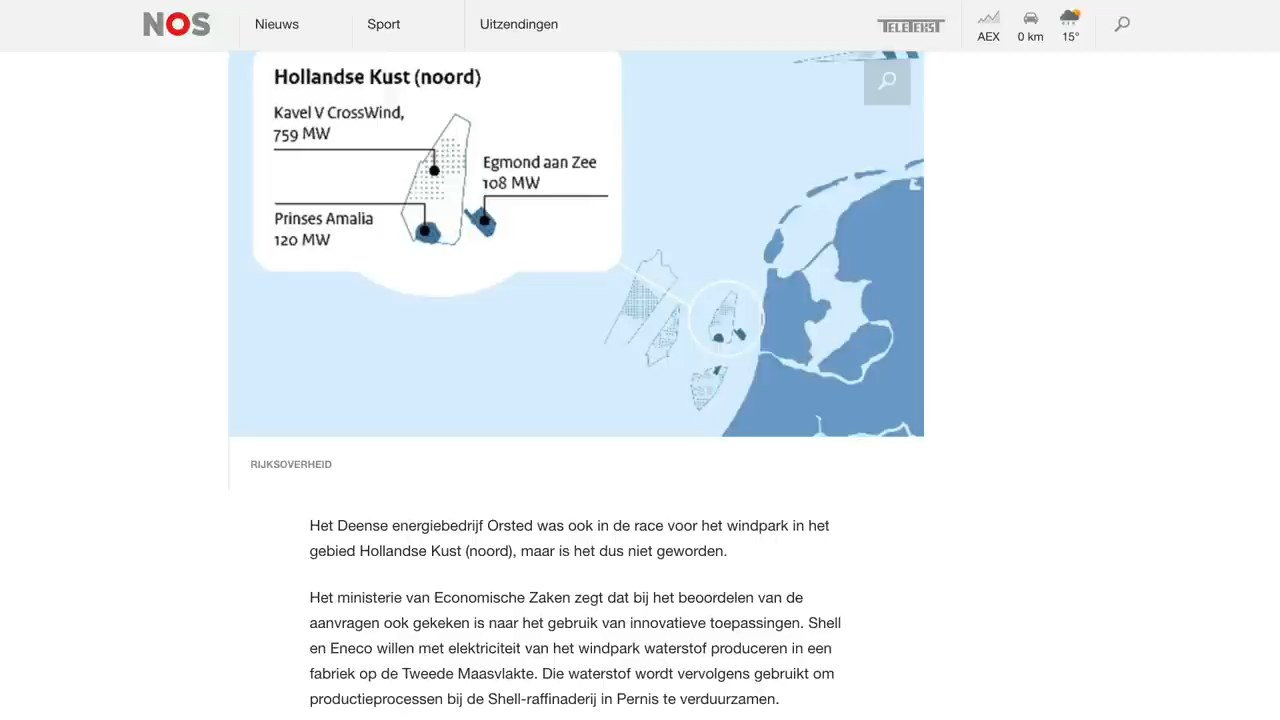 NOS
Nieuws
Sport
Uitzendingen
TELETEKST
AEX
0 km
15°
Hollandse Kust (noord)
Kavel V CrossWind,
759 MW
Egmond aan Zee
108 MW
Prinses Amalia
120 MW
RIJKSOVERHEID
Het Deense energiebedrijf Orsted was ook in de race voor het windpark in het
gebied Hollandse Kust (noord), maar is het dus niet geworden.
Het ministerie van Economische Zaken zegt dat bij het beoordelen van de
aanvragen ook gekeken is naar het gebruik van innovatieve toepassingen. Shell
en Eneco willen met elektriciteit van het windpark waterstof produceren in een
fabriek op de Tweede Maasvlakte. Die waterstof wordt vervolgens gebruikt om
productieprocessen bij de Shell-raffinaderij in Pernis te verduurzamen.